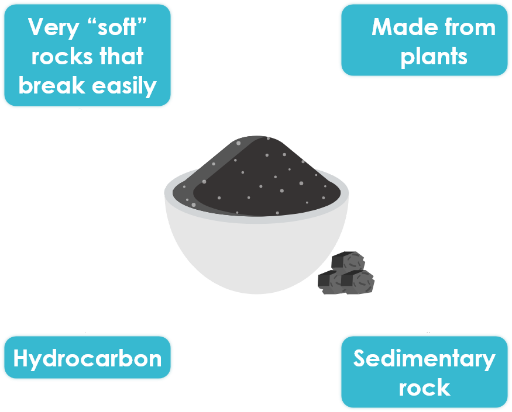 Very “soft”
rocks that
break easily
Made from
plants
Hydrocarbon
Sedimentary
rock